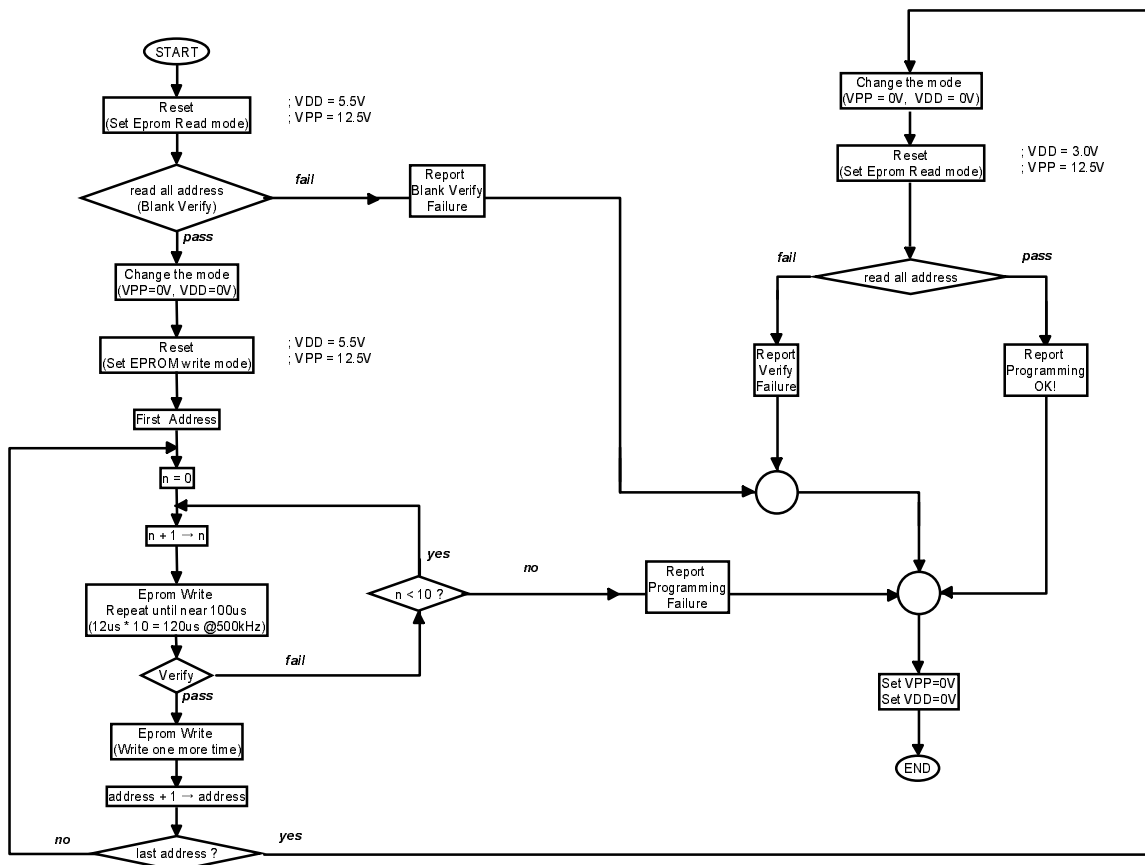 START
Reset
(Set Eprom Read mode)
; VDD = 5.5V
; VPP = 12.5V
read all address
(Blank Verify)
fail
pass
Report
Blank Verify
Failure
Change the mode
(VPP=0V, VDD=0V)
Reset
(Set EPROM write mode)
; VDD = 5.5V
; VPP = 12.5V
First Address
n = 0
n + 1 → n
Eprom Write
Repeat until near 100us
(12us * 10 = 120us @500kHz)
Verify
fail
pass
n < 10 ?
yes
no
Report
Programming
Failure
Eprom Write
(Write one more time)
address + 1 → address
last address ?
no
yes
Change the mode
(VPP = 0V, VDD = 0V)
Reset
(Set Eprom Read mode)
; VDD = 3.0V
; VPP = 12.5V
read all address
fail
pass
Report
Verify
Failure
Report
Programming
OK!
Set VPP=0V
Set VDD=0V
END